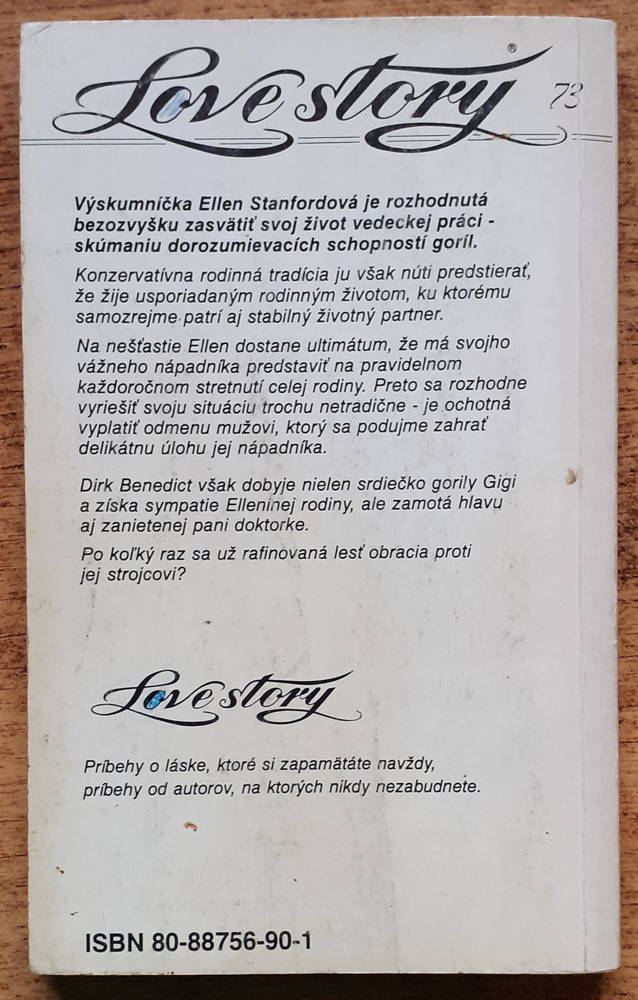 Love story ® 73
Výskumníčka Ellen Stanfordová je rozhodnutá
bezozvyšku zasvätiť svoj život vedeckej práci -
skúmaniu dorozumievacích schopností goríl.
Konzervatívna rodinná tradícia ju však núti predstierať,
že žije usporiadaným rodinným životom, ku ktorému
samozrejme patrí aj stabilný životný partner.
Na nešťastie Ellen dostane ultimátum, že má svojho
vážneho nápadníka predstaviť na pravidelnom
každoročnom stretnutí celej rodiny. Preto sa rozhodne
vyriešiť svoju situáciu trochu netradične - je ochotná
vyplatiť odmenu mužovi, ktorý sa podujme zahrať
delikátnu úlohu jej nápadníka.
Dirk Benedict však dobyje nielen srdiečko gorily Gigi
a získa sympatie Elleninej rodiny, ale zamotá hlavu
aj zanietenej pani doktorke.
Po koľký raz sa už rafinovaná lesť obracia proti
jej strojcovi?
Love story
Príbehy o láske, ktoré si zapamätáte navždy,
príbehy od autorov, na ktorých nikdy nezabudnete.
ISBN 80-88756-90-1